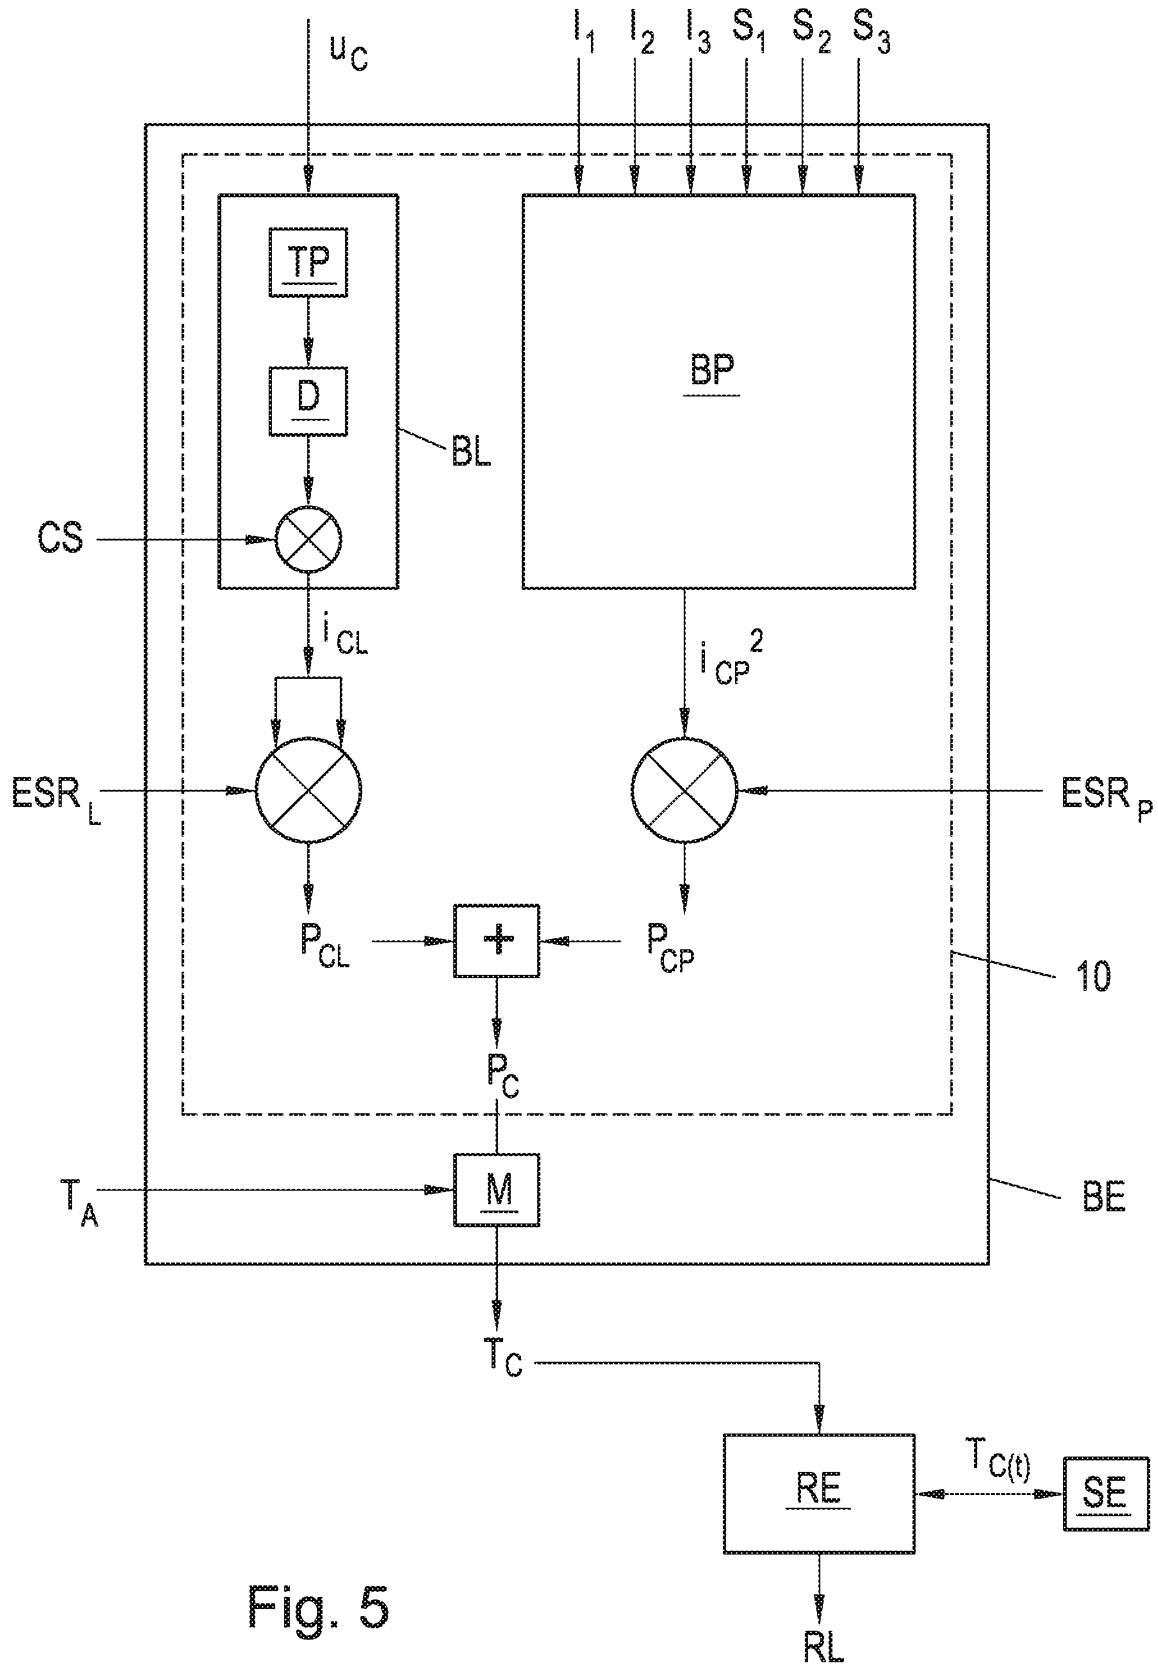 u_C
I_1 I_2 I_3 S_1 S_2 S_3
TP
D
BP
BL
CS
i_CL
i_CP^2
ESR_L
ESR_P
P_CL
+
P_CP
10
P_C
M
T_A
BE
T_C
T_C(t)
RE
SE
RL
Fig. 5